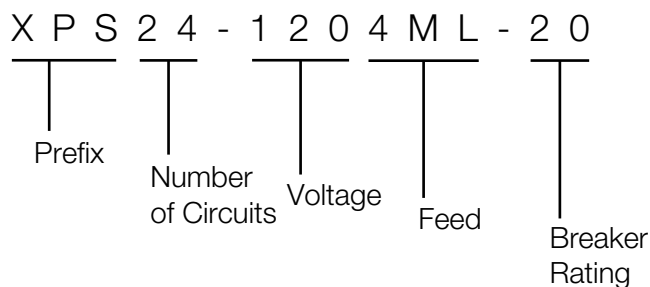 XPS24-1204ML-20
Prefix
Number
of Circuits
Voltage
Feed
Breaker
Rating